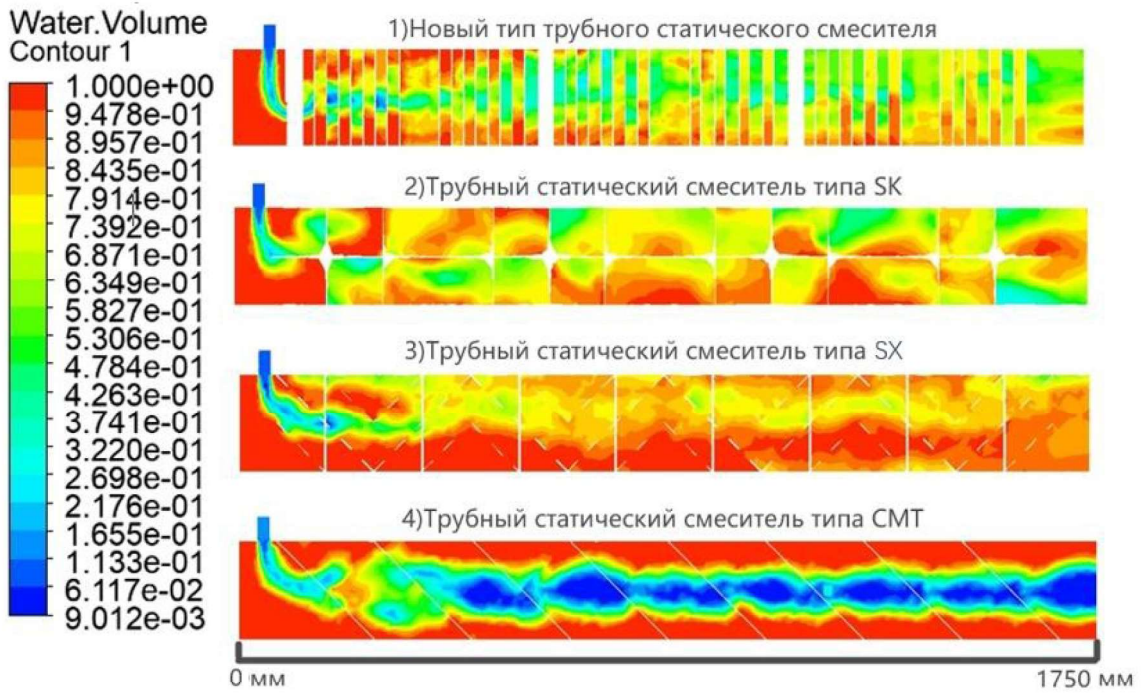 Water.Volume
Contour 1
1.000e+00
9.478e-01
8.957e-01
8.435e-01
7.914e-01
7.392e-01
6.871e-01
6.349e-01
5.827e-01
5.306e-01
4.784e-01
4.263e-01
3.741e-01
3.220e-01
2.698e-01
2.176e-01
1.655e-01
1.133e-01
6.117e-02
9.012e-03
1)Новый тип трубного статического смесителя
2)Трубный статический смеситель типа SK
3)Трубный статический смеситель типа SX
4)Трубный статический смеситель типа СМТ
0 мм
1750 мм